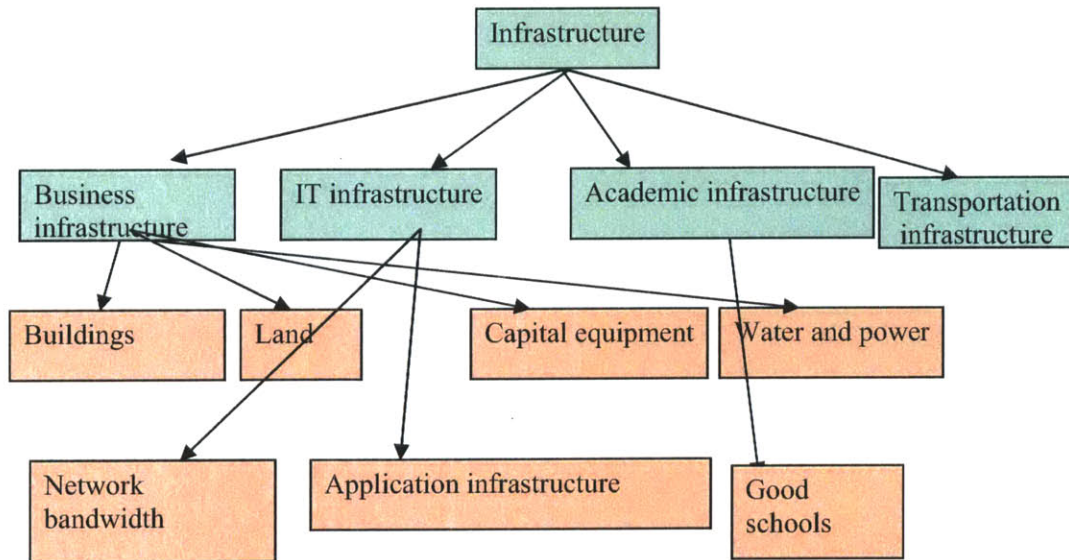 Infrastructure
Business
infrastructure
IT infrastructure
Academic infrastructure
Transportation
infrastructure
Buildings
Land
Capital equipment
Water and power
Network
bandwidth
Application infrastructure
Good
schools